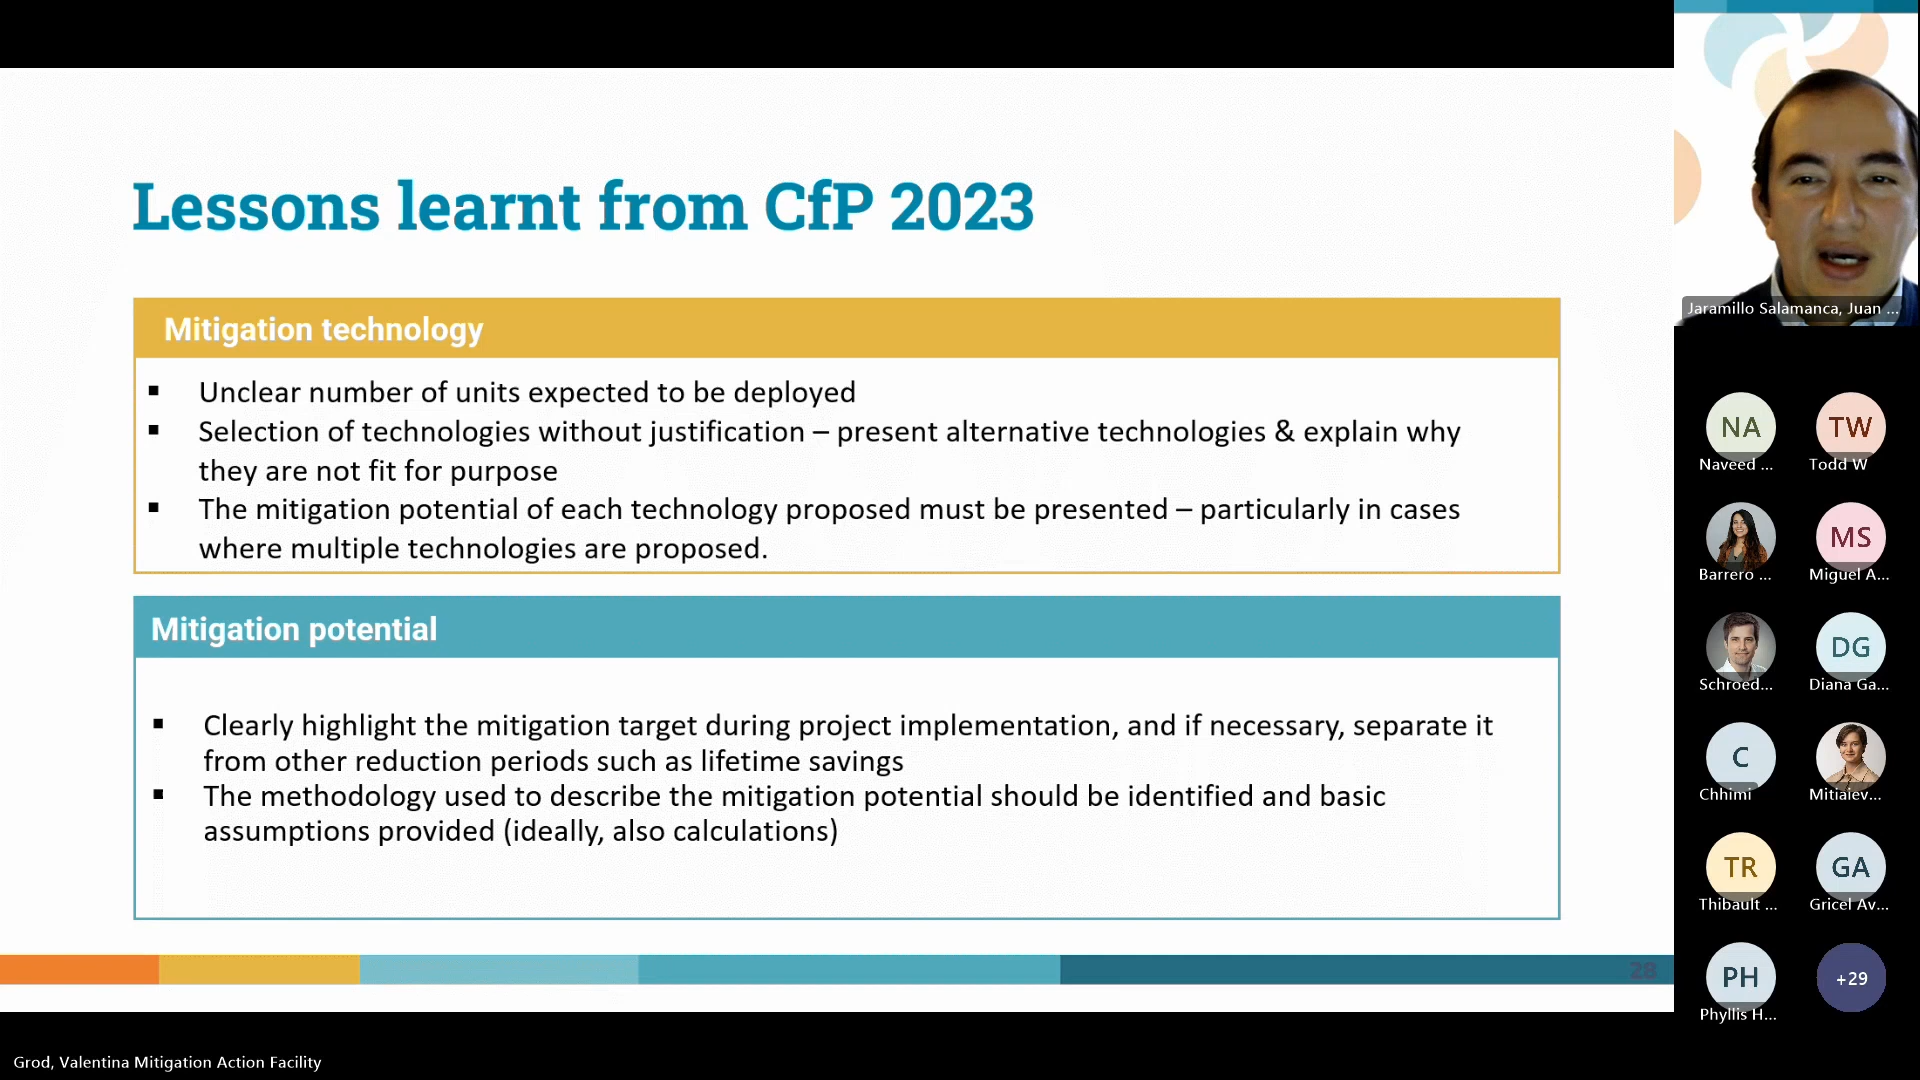 Lessons learnt from CfP 2023
Mitigation technology
▪ Unclear number of units expected to be deployed
▪ Selection of technologies without justification – present alternative technologies & explain why
they are not fit for purpose
▪ The mitigation potential of each technology proposed must be presented – particularly in cases
where multiple technologies are proposed.
Mitigation potential
▪ Clearly highlight the mitigation target during project implementation, and if necessary, separate it
from other reduction periods such as lifetime savings
▪ The methodology used to describe the mitigation potential should be identified and basic
assumptions provided (ideally, also calculations)
28
Jaramillo Salamanca, Juan ...
NA
Naveed ...
TW
Todd W
Barrero ...
MS
Miguel A...
Schroed...
DG
Diana Ga...
C
Chhimi
Mitiaiev...
TR
Thibault ...
GA
Gricel Av...
PH
Phyllis H...
+29
Grod, Valentina Mitigation Action Facility